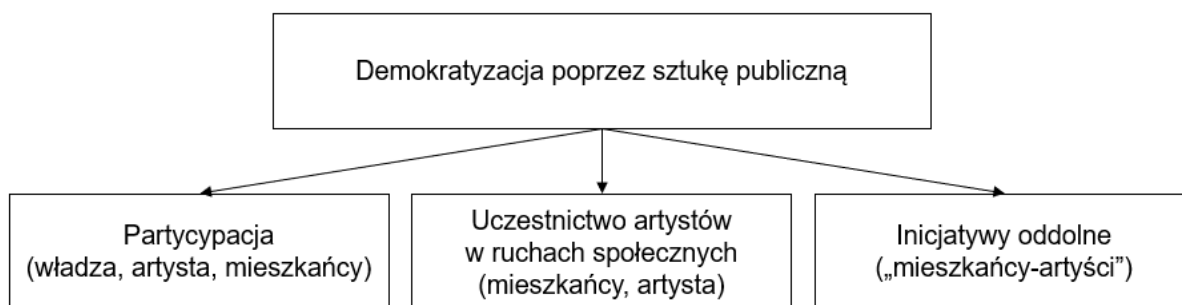 Demokratyzacja poprzez sztukę publiczną
Partycypacja
(władza, artysta, mieszkańcy)
Uczestnictwo artystów
w ruchach społecznych
(mieszkańcy, artysta)
Inicjatywy oddolne
(„mieszkańcy-artyści”)